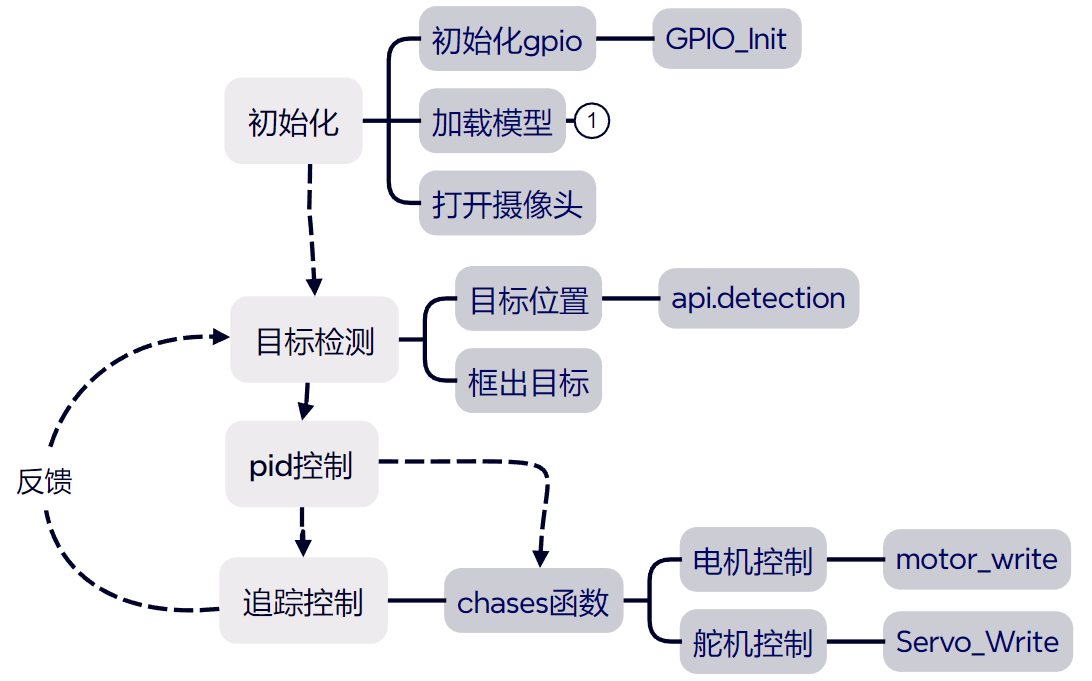 初始化gpio
GPIO_Init
初始化
加载模型
1
打开摄像头
目标位置
api.detection
目标检测
框出目标
pid控制
反馈
电机控制
motor_write
追踪控制
chases函数
舵机控制
Servo_Write